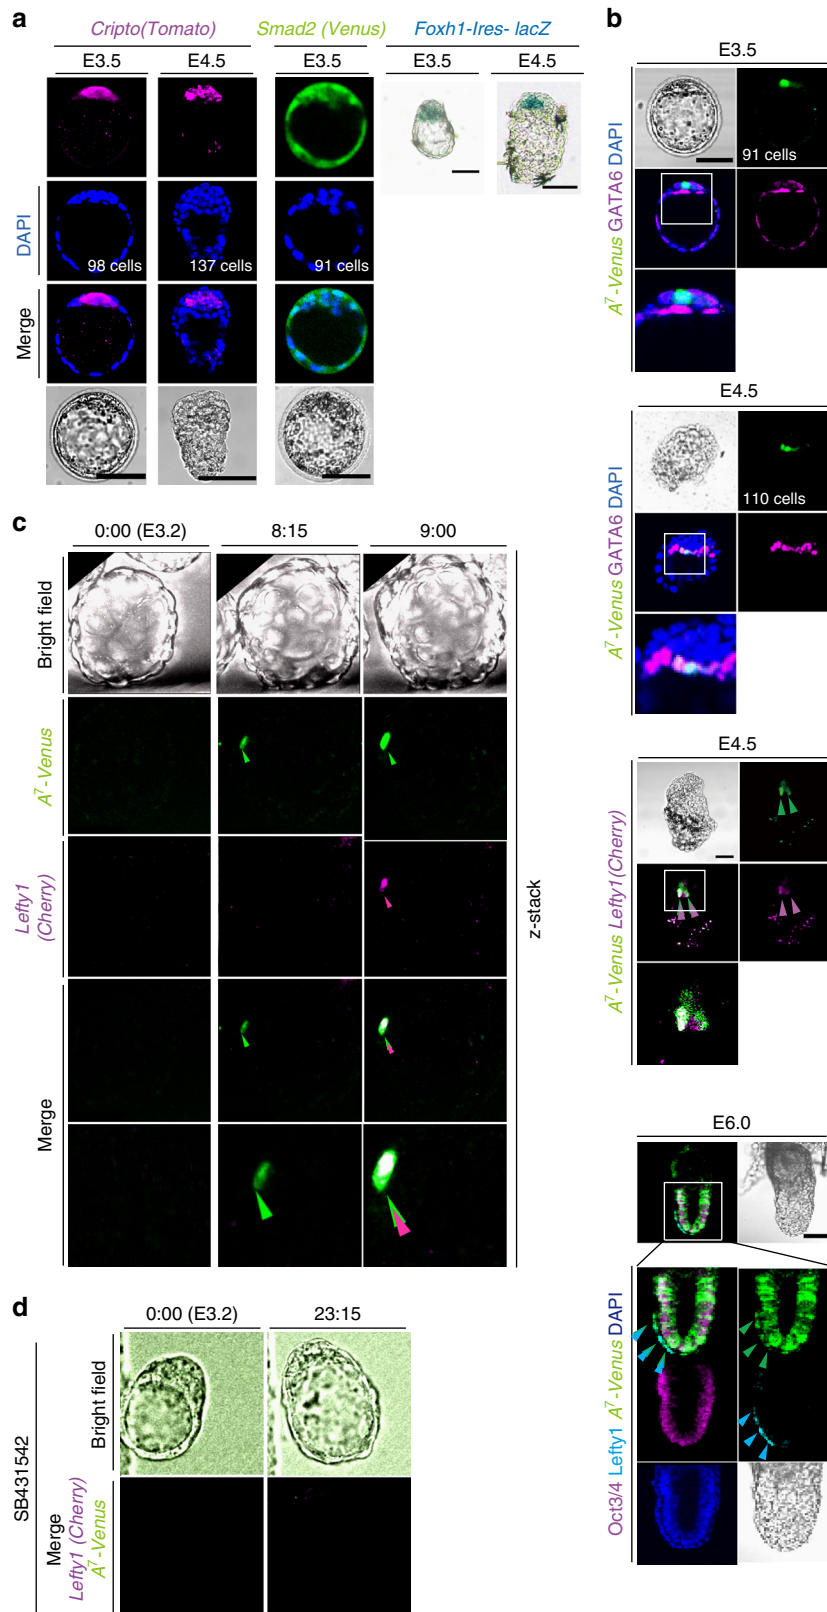 a
Cripto(Tomato)
Smad2 (Venus)
Foxh1-Ires- lacZ
E3.5
E4.5
E3.5
E3.5
E4.5
DAPI
98 cells
137 cells
91 cells
Merge
b
E3.5
A⁷-Venus GATA6 DAPI
91 cells
E4.5
A⁷-Venus GATA6 DAPI
110 cells
E4.5
A⁷-Venus Lefty1(Cherry)
E6.0
Oct3/4 Lefty1 A⁷-Venus DAPI
c
0:00 (E3.2)
8:15
9:00
Bright field
A⁷-Venus
Lefty1
(Cherry)
Merge
z-stack
d
0:00 (E3.2)
23:15
SB431542
Bright field
Merge
Lefty1 (Cherry)
A⁷-Venus